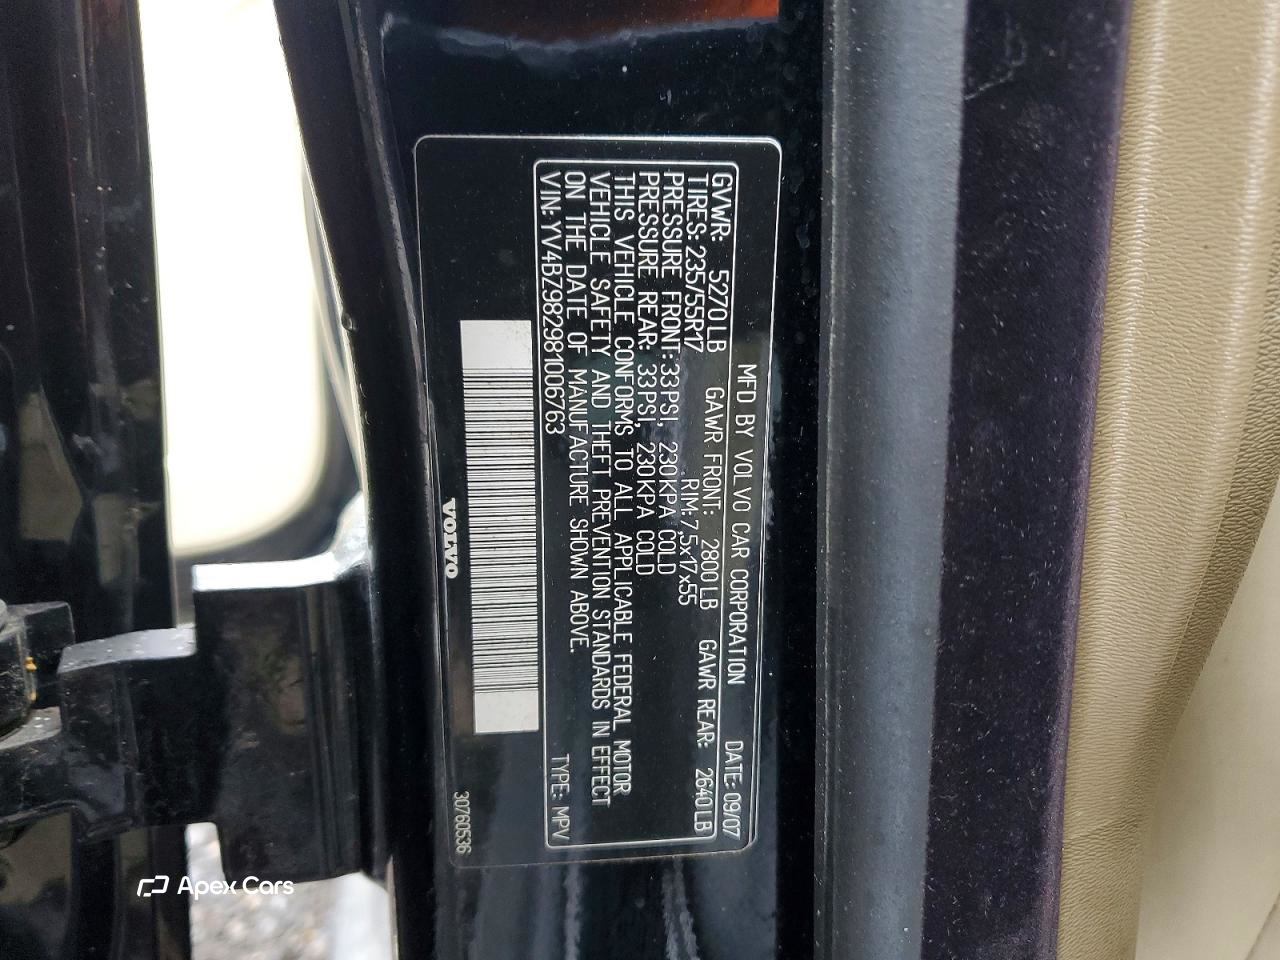 MFD BY VOLVO CAR CORPORATION DATE: 09/07
GVWR: 5270LB GAWR FRONT: 2800LB GAWR REAR: 2640LB
TIRES: 235/55R17 RIM: 7,5x17x55
PRESSURE FRONT: 33PSI, 230KPA COLD
PRESSURE REAR: 33PSI, 230KPA COLD
THIS VEHICLE CONFORMS TO ALL APPLICABLE FEDERAL MOTOR
VEHICLE SAFETY AND THEFT PREVENTION STANDARDS IN EFFECT
ON THE DATE OF MANUFACTURE SHOWN ABOVE.
VIN: YV4BZ982981006763 TYPE: MPV
VOLVO
30760536
Apex Cars